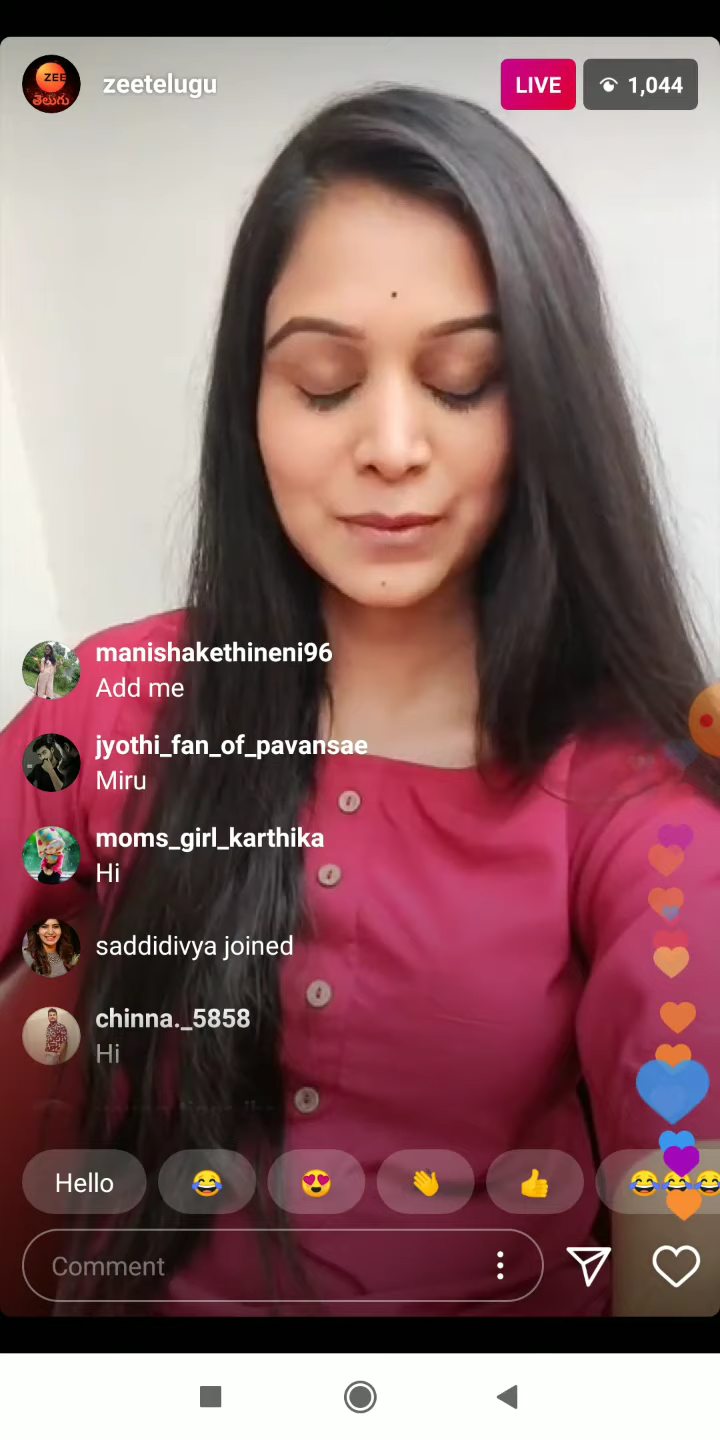 ZEE
తెలుగు
zeetelugu
LIVE
1,044
manishakethineni96
Add me
jyothi_fan_of_pavansae
Miru
moms_girl_karthika
Hi
saddidivya joined
chinna._5858
Hi
Hello
Comment